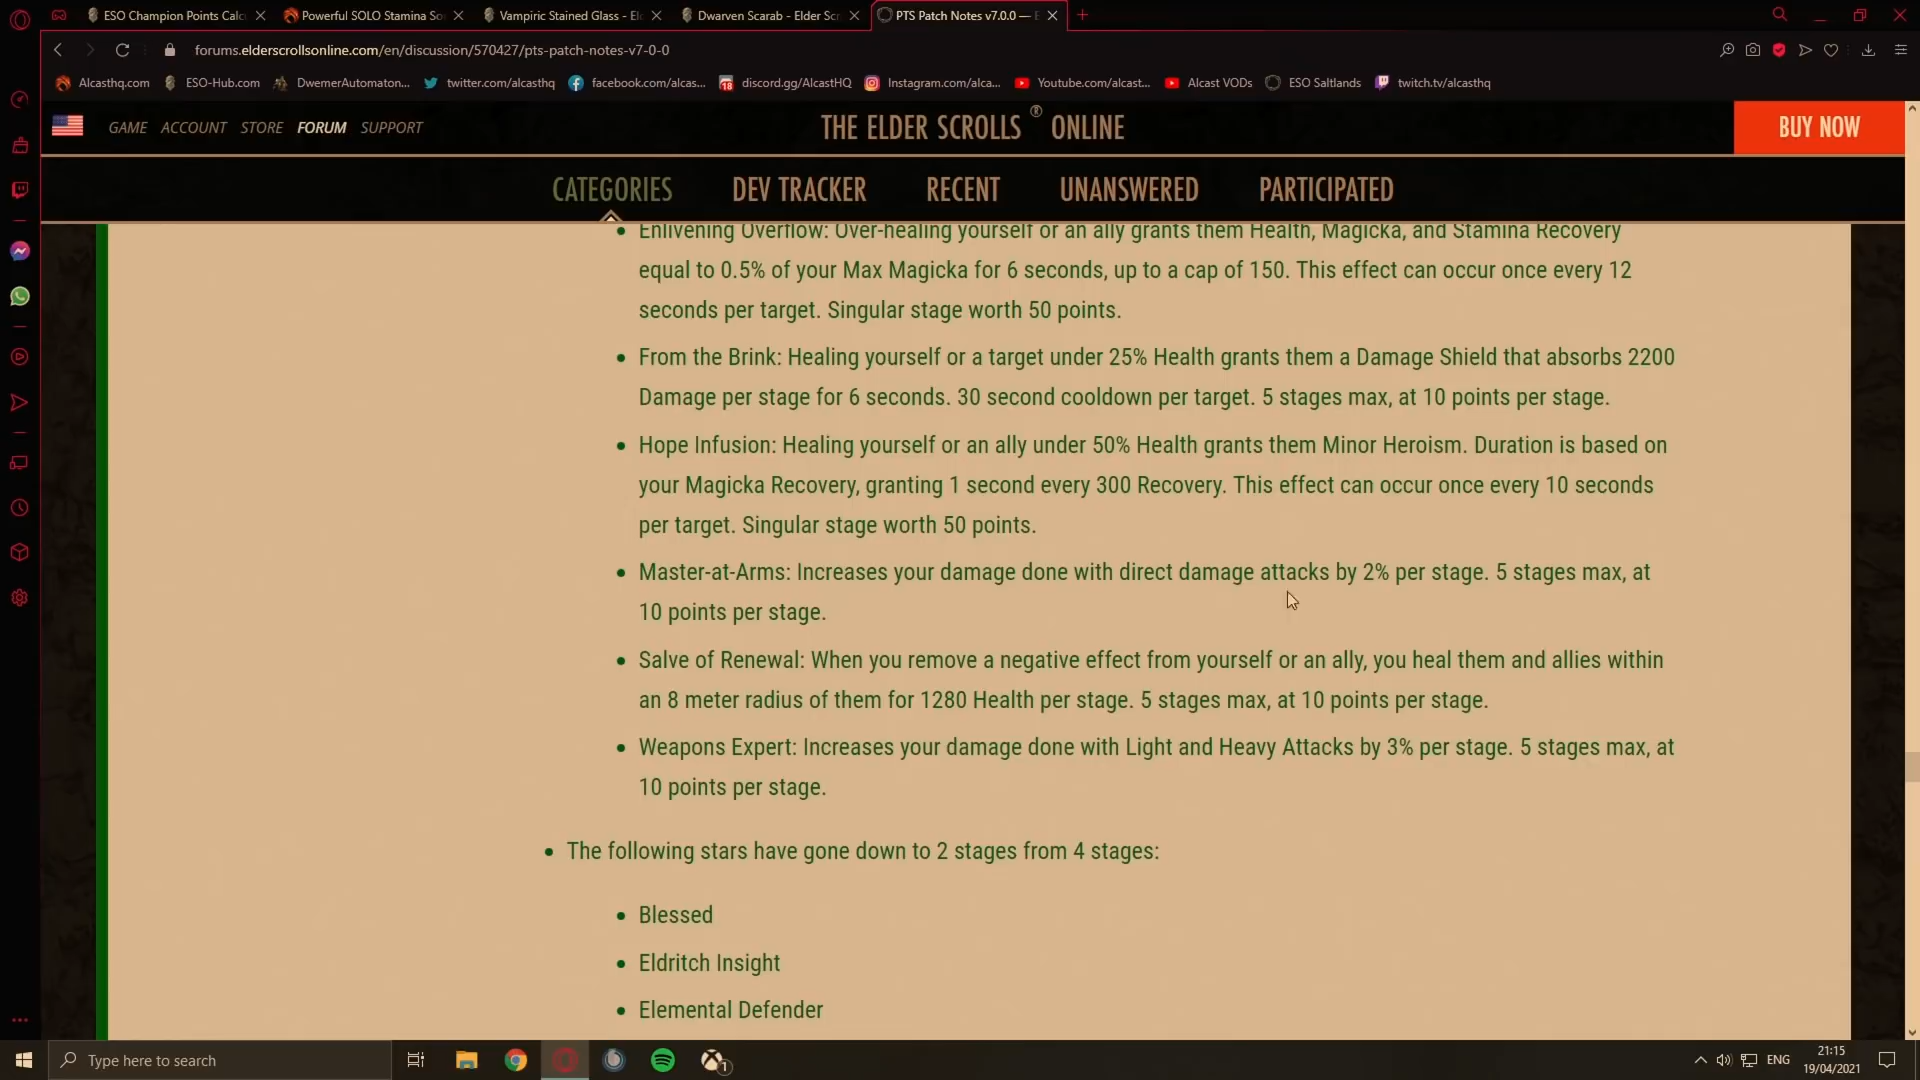 ESO Champion Points Calc
Powerful SOLO Stamina So
Vampiric Stained Glass - El
Dwarven Scarab - Elder Scr
PTS Patch Notes v7.0.0 — E
forums.elderscrollsonline.com/en/discussion/570427/pts-patch-notes-v7-0-0
Alcasthq.com
ESO-Hub.com
DwemerAutomaton...
twitter.com/alcasthq
facebook.com/alcas...
18
discord.gg/AlcastHQ
Instagram.com/alca...
Youtube.com/alcast...
Alcast VODs
ESO Saltlands
twitch.tv/alcasthq
GAME ACCOUNT STORE FORUM SUPPORT
THE ELDER SCROLLS ® ONLINE
BUY NOW
CATEGORIES DEV TRACKER RECENT UNANSWERED PARTICIPATED
• Enlivening Overflow: Over-healing yourself or an ally grants them Health, Magicka, and Stamina Recovery
equal to 0.5% of your Max Magicka for 6 seconds, up to a cap of 150. This effect can occur once every 12
seconds per target. Singular stage worth 50 points.
• From the Brink: Healing yourself or a target under 25% Health grants them a Damage Shield that absorbs 2200
Damage per stage for 6 seconds. 30 second cooldown per target. 5 stages max, at 10 points per stage.
• Hope Infusion: Healing yourself or an ally under 50% Health grants them Minor Heroism. Duration is based on
your Magicka Recovery, granting 1 second every 300 Recovery. This effect can occur once every 10 seconds
per target. Singular stage worth 50 points.
• Master-at-Arms: Increases your damage done with direct damage attacks by 2% per stage. 5 stages max, at
10 points per stage.
• Salve of Renewal: When you remove a negative effect from yourself or an ally, you heal them and allies within
an 8 meter radius of them for 1280 Health per stage. 5 stages max, at 10 points per stage.
• Weapons Expert: Increases your damage done with Light and Heavy Attacks by 3% per stage. 5 stages max, at
10 points per stage.
• The following stars have gone down to 2 stages from 4 stages:
• Blessed
• Eldritch Insight
• Elemental Defender
Type here to search
1
ENG
21:15
19/04/2021